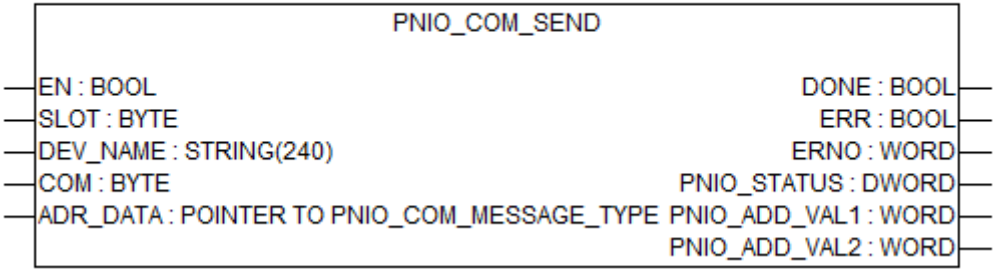 PNIO_COM_SEND
EN : BOOL DONE : BOOL
SLOT : BYTE ERR : BOOL
DEV_NAME : STRING(240) ERNO : WORD
COM : BYTE PNIO_STATUS : DWORD
ADR_DATA : POINTER TO PNIO_COM_MESSAGE_TYPE PNIO_ADD_VAL1 : WORD
PNIO_ADD_VAL2 : WORD